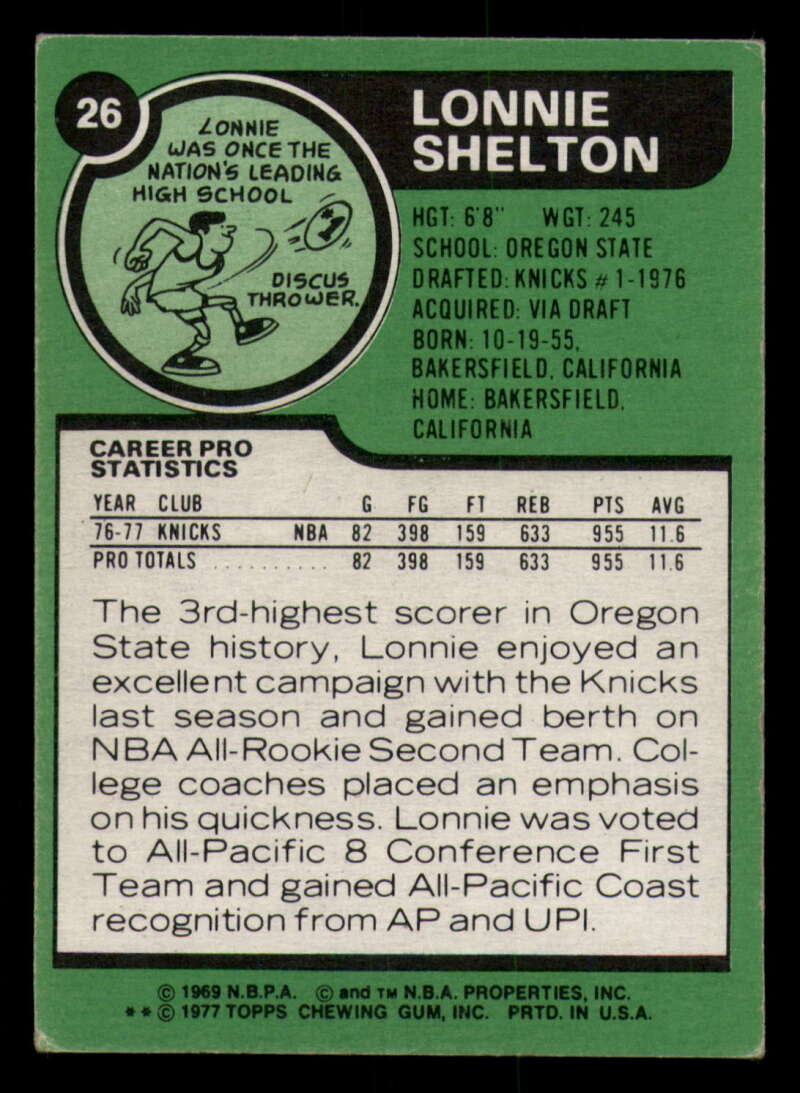 26
LONNIE
WAS ONCE THE
NATION'S LEADING
HIGH SCHOOL
#1
DISCUS
THROWER.
LONNIE
SHELTON
HGT: 6'8" WGT: 245
SCHOOL: OREGON STATE
DRAFTED: KNICKS # 1-1976
ACQUIRED: VIA DRAFT
BORN: 10-19-55,
BAKERSFIELD, CALIFORNIA
HOME: BAKERSFIELD,
CALIFORNIA
CAREER PRO
STATISTICS
YEAR CLUB G FG FT REB PTS AVG
76-77 KNICKS NBA 82 398 159 633 955 11.6
PRO TOTALS .......... 82 398 159 633 955 11.6
The 3rd-highest scorer in Oregon
State history, Lonnie enjoyed an
excellent campaign with the Knicks
last season and gained berth on
NBA All-Rookie Second Team. Col-
lege coaches placed an emphasis
on his quickness. Lonnie was voted
to All-Pacific 8 Conference First
Team and gained All-Pacific Coast
recognition from AP and UPI.
© 1969 N.B.P.A. © and TM N.B.A. PROPERTIES, INC.
** © 1977 TOPPS CHEWING GUM, INC. PRTD. IN U.S.A.